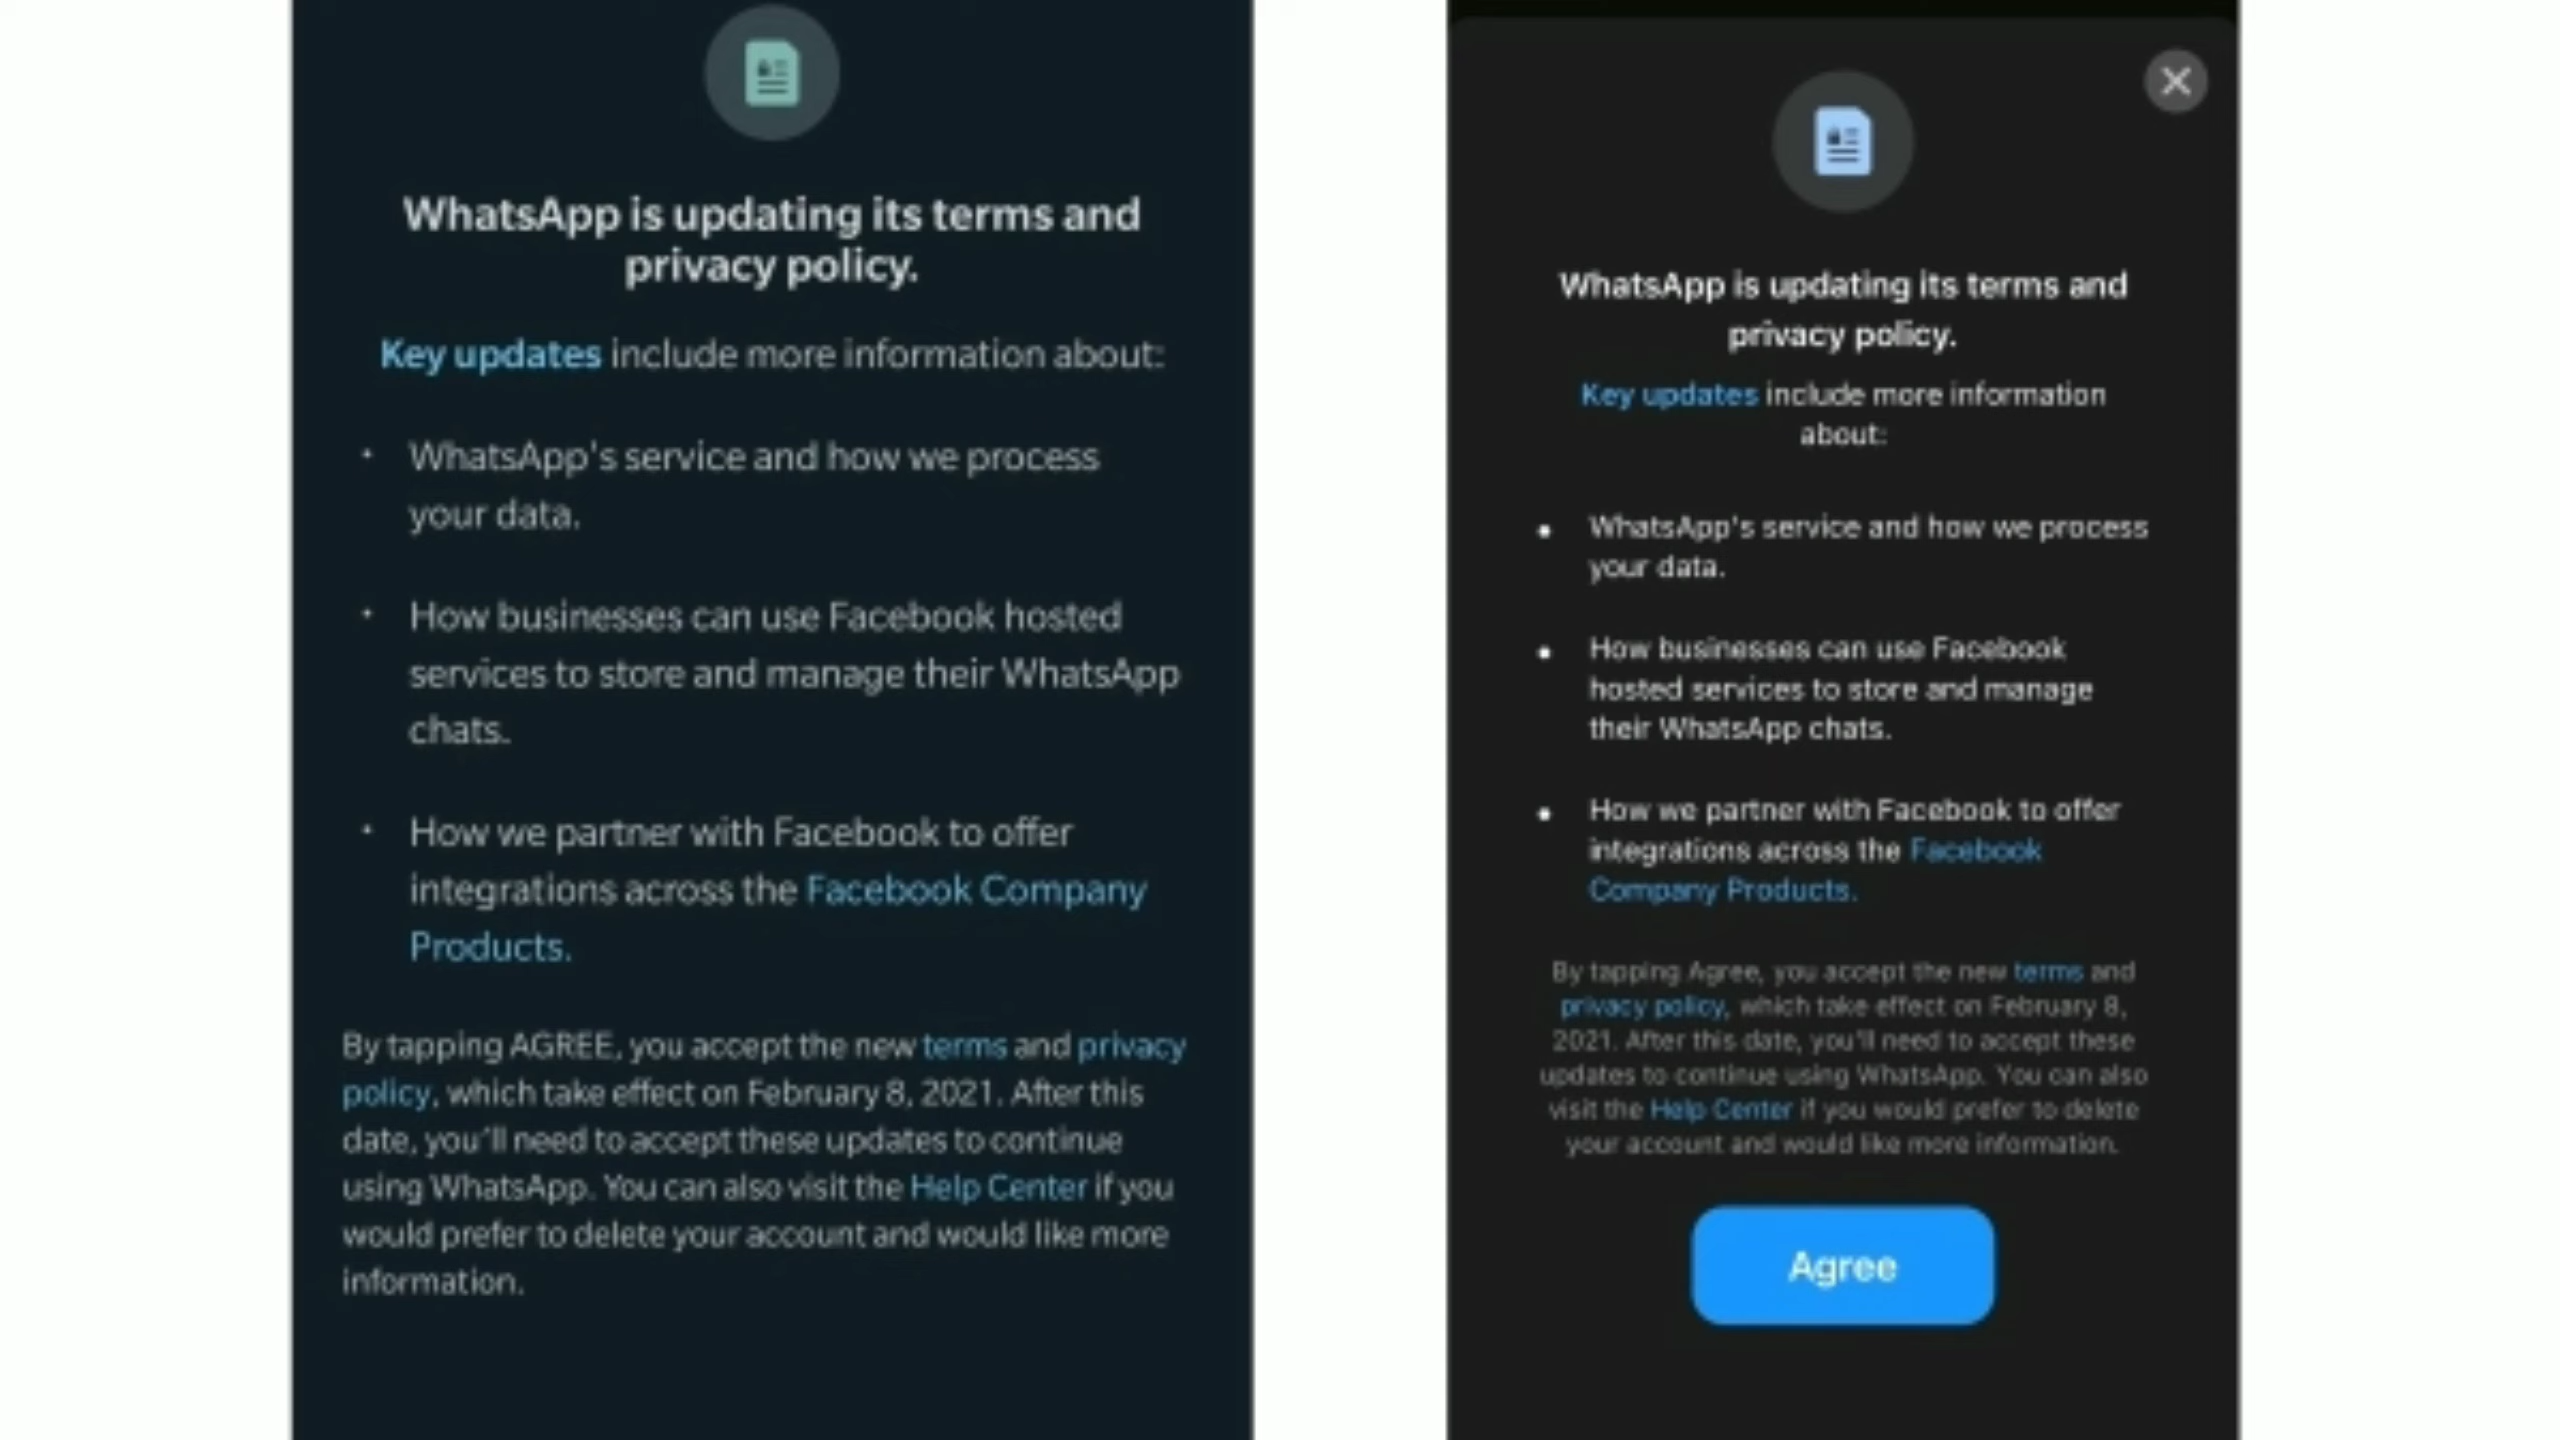 WhatsApp is updating its terms and
privacy policy.
Key updates include more information about:
• WhatsApp's service and how we process
your data.
• How businesses can use Facebook hosted
services to store and manage their WhatsApp
chats.
• How we partner with Facebook to offer
integrations across the Facebook Company
Products.
By tapping AGREE, you accept the new terms and privacy
policy, which take effect on February 8, 2021. After this
date, you'll need to accept these updates to continue
using WhatsApp. You can also visit the Help Center if you
would prefer to delete your account and would like more
information.
WhatsApp is updating its terms and
privacy policy.
Key updates include more information
about:
• WhatsApp's service and how we process
your data.
• How businesses can use Facebook
hosted services to store and manage
their WhatsApp chats.
• How we partner with Facebook to offer
integrations across the Facebook
Company Products.
By tapping Agree, you accept the new terms and
privacy policy, which take effect on February 8,
2021. After this date, you'll need to accept these
updates to continue using WhatsApp. You can also
visit the Help Center if you would prefer to delete
your account and would like more information.
Agree